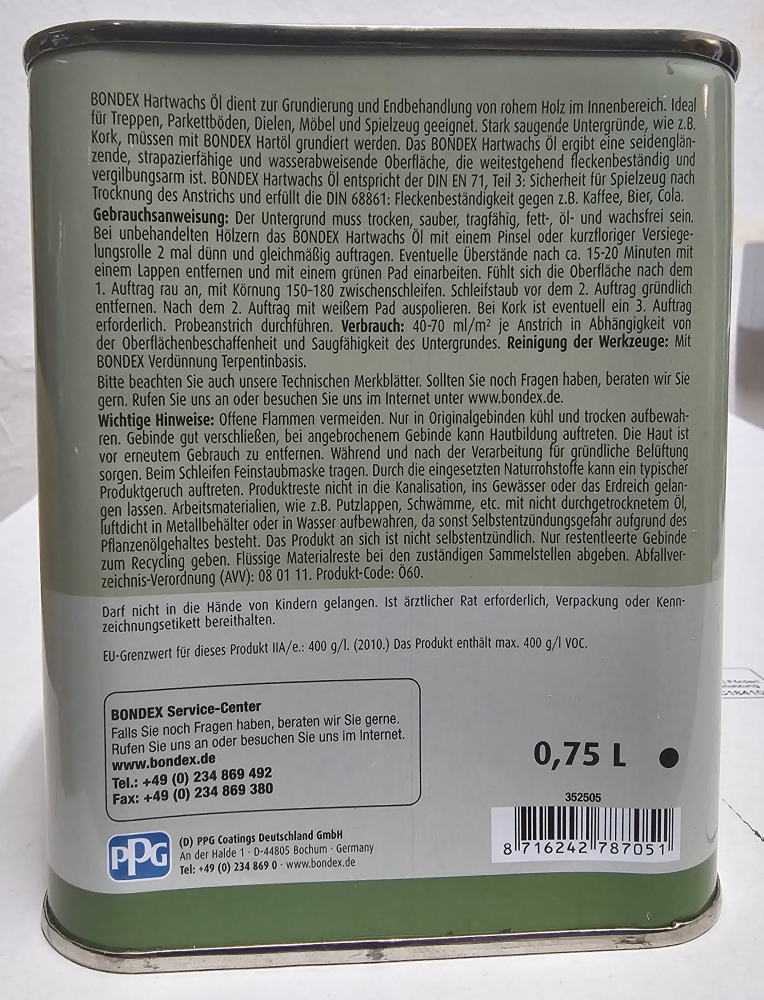 BONDEX Hartwachs Öl dient zur Grundierung und Endbehandlung von rohem Holz im Innenbereich. Ideal
für Treppen, Parkettböden, Dielen, Möbel und Spielzeug geeignet. Stark saugende Untergründe, wie z.B.
Kork, müssen mit BONDEX Hartöl grundiert werden. Das BONDEX Hartwachs Öl ergibt eine seidenglän-
zende, strapazierfähige und wasserabweisende Oberfläche, die weitestgehend fleckenbeständig und
vergilbungsarm ist. BONDEX Hartwachs Öl entspricht der DIN EN 71, Teil 3: Sicherheit für Spielzeug nach
Trocknung des Anstrichs und erfüllt die DIN 68861: Fleckenbeständigkeit gegen z.B. Kaffee, Bier, Cola.
Gebrauchsanweisung: Der Untergrund muss trocken, sauber, tragfähig, fett-, öl- und wachsfrei sein.
Bei unbehandelten Hölzern das BONDEX Hartwachs Öl mit einem Pinsel oder kurzfloriger Versiege-
lungsrolle 2 mal dünn und gleichmäßig auftragen. Eventuelle Überstände nach ca. 15-20 Minuten mit
einem Lappen entfernen und mit einem grünen Pad einarbeiten. Fühlt sich die Oberfläche nach dem
1. Auftrag rau an, mit Körnung 150-180 zwischenschleifen. Schleifstaub vor dem 2. Auftrag gründlich
entfernen. Nach dem 2. Auftrag mit weißem Pad auspolieren. Bei Kork ist eventuell ein 3. Auftrag
erforderlich. Probeanstrich durchführen. Verbrauch: 40-70 ml/m² je Anstrich in Abhängigkeit von
der Oberflächenbeschaffenheit und Saugfähigkeit des Untergrundes. Reinigung der Werkzeuge: Mit
BONDEX Verdünnung Terpentinbasis.
Bitte beachten Sie auch unsere Technischen Merkblätter. Sollten Sie noch Fragen haben, beraten wir Sie
gern. Rufen Sie uns an oder besuchen Sie uns im Internet unter www.bondex.de.
Wichtige Hinweise: Offene Flammen vermeiden. Nur in Originalgebinden kühl und trocken aufbewah-
ren. Gebinde gut verschließen, bei angebrochenem Gebinde kann Hautbildung auftreten. Die Haut ist
vor erneutem Gebrauch zu entfernen. Während und nach der Verarbeitung für gründliche Belüftung
sorgen. Beim Schleifen Feinstaubmaske tragen. Durch die eingesetzten Naturrohstoffe kann ein typischer
Produktgeruch auftreten. Produktreste nicht in die Kanalisation, ins Gewässer oder das Erdreich gelan-
gen lassen. Arbeitsmaterialien, wie z.B. Putzlappen, Schwämme, etc. mit nicht durchgetrocknetem Öl,
luftdicht in Metallbehälter oder in Wasser aufbewahren, da sonst Selbstentzündungsgefahr aufgrund des
Pflanzenölgehaltes besteht. Das Produkt an sich ist nicht selbstentzündlich. Nur restentleerte Gebinde
zum Recycling geben. Flüssige Materialreste bei den zuständigen Sammelstellen abgeben. Abfallver-
zeichnis-Verordnung (AVV): 08 01 11. Produkt-Code: Ö60.
Darf nicht in die Hände von Kindern gelangen. Ist ärztlicher Rat erforderlich, Verpackung oder Kenn-
zeichnungsetikett bereithalten.
EU-Grenzwert für dieses Produkt IIA/e.: 400 g/l. (2010.) Das Produkt enthält max. 400 g/l VOC.
BONDEX Service-Center
Falls Sie noch Fragen haben, beraten wir Sie gerne.
Rufen Sie uns an oder besuchen Sie uns im Internet.
www.bondex.de
Tel.: +49 (0) 234 869 492
Fax: +49 (0) 234 869 380
0,75 L
352505
8 716242 787051
PPG
(D) PPG Coatings Deutschland GmbH
An der Halde 1 · D-44805 Bochum · Germany
Tel: +49 (0) 234 869 0 · www.bondex.de